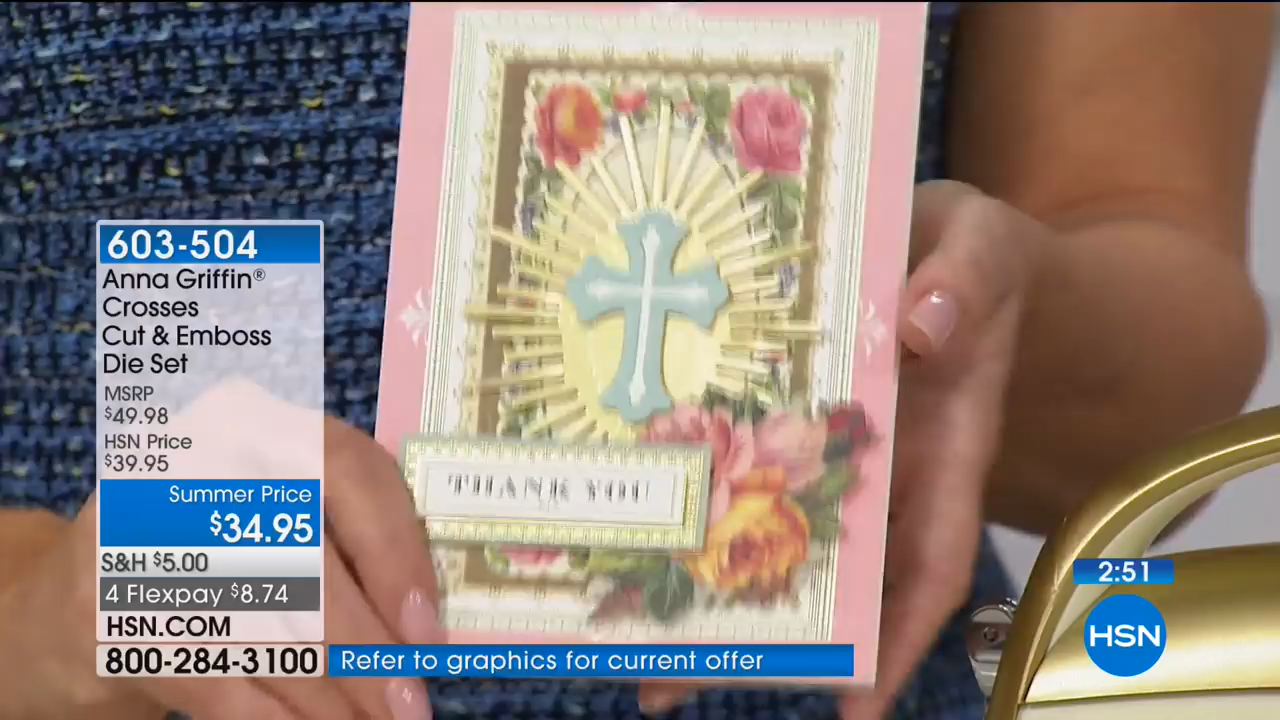 603-504
Anna Griffin®
Crosses
Cut & Emboss
Die Set
MSRP
$49.98
HSN Price
$39.95
Summer Price
$34.95
S&H $5.00
4 Flexpay $8.74
HSN.COM
800-284-3100
Refer to graphics for current offer
THANK YOU
2:51
HSN